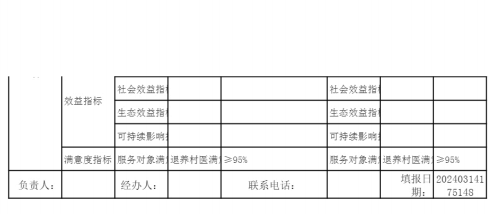 社会效益指 社会效益指
效益指标
生态效益指 生态效益指
可持续影响 可持续影响
满意度指标 服务对象满 退养村医满 ≥95% 服务对象满 退养村医满 ≥95%
负责人： 经办人： 联系电话： 填报日期： 20240314175148